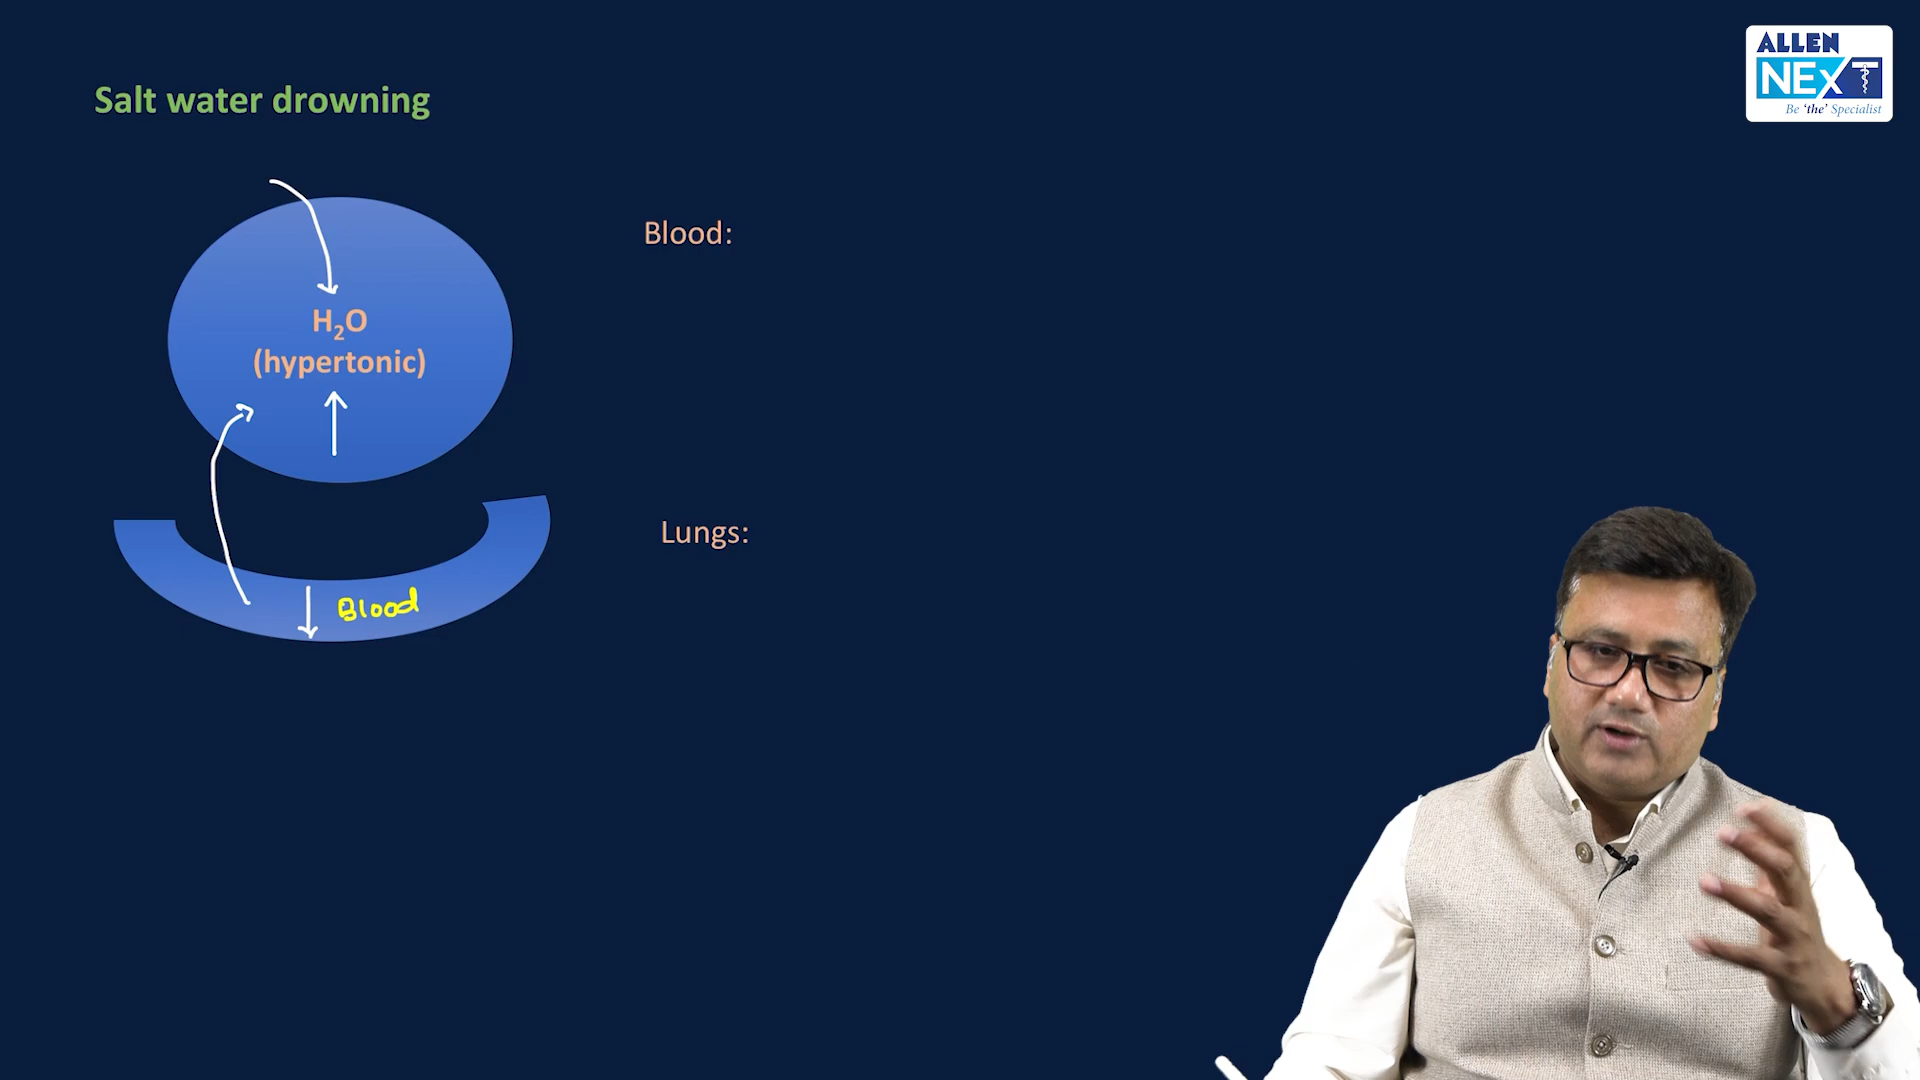 ALLEN
NEXT
Be 'the' Specialist
Salt water drowning
Blood:
H₂O
(hypertonic)
Lungs:
Blood